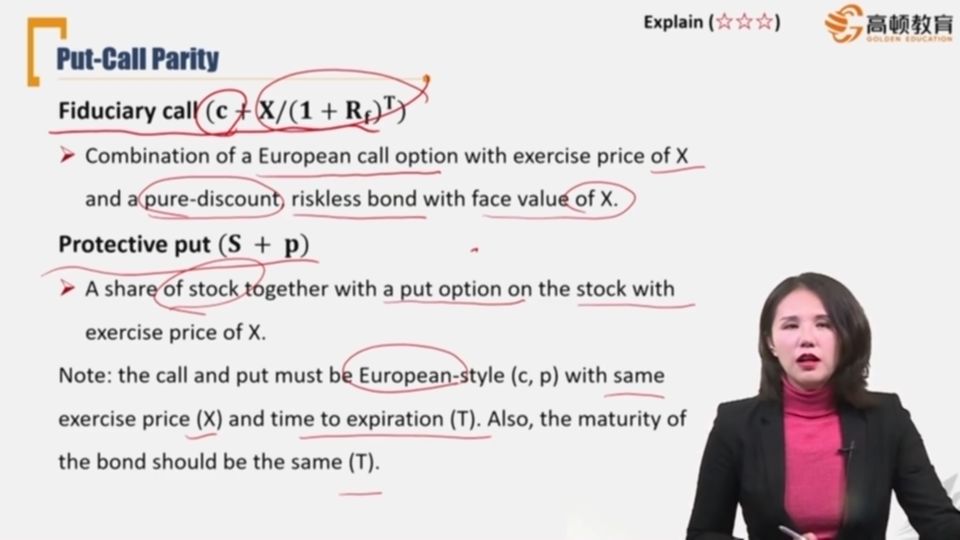 Explain (☆☆☆)
高顿教育
GOLDEN EDUCATION
Put-Call Parity
Fiduciary call (c + X/(1 + R_f)^T)
➤ Combination of a European call option with exercise price of X
and a pure-discount, riskless bond with face value of X.
Protective put (S + p)
➤ A share of stock together with a put option on the stock with
exercise price of X.
Note: the call and put must be European-style (c, p) with same
exercise price (X) and time to expiration (T). Also, the maturity of
the bond should be the same (T).